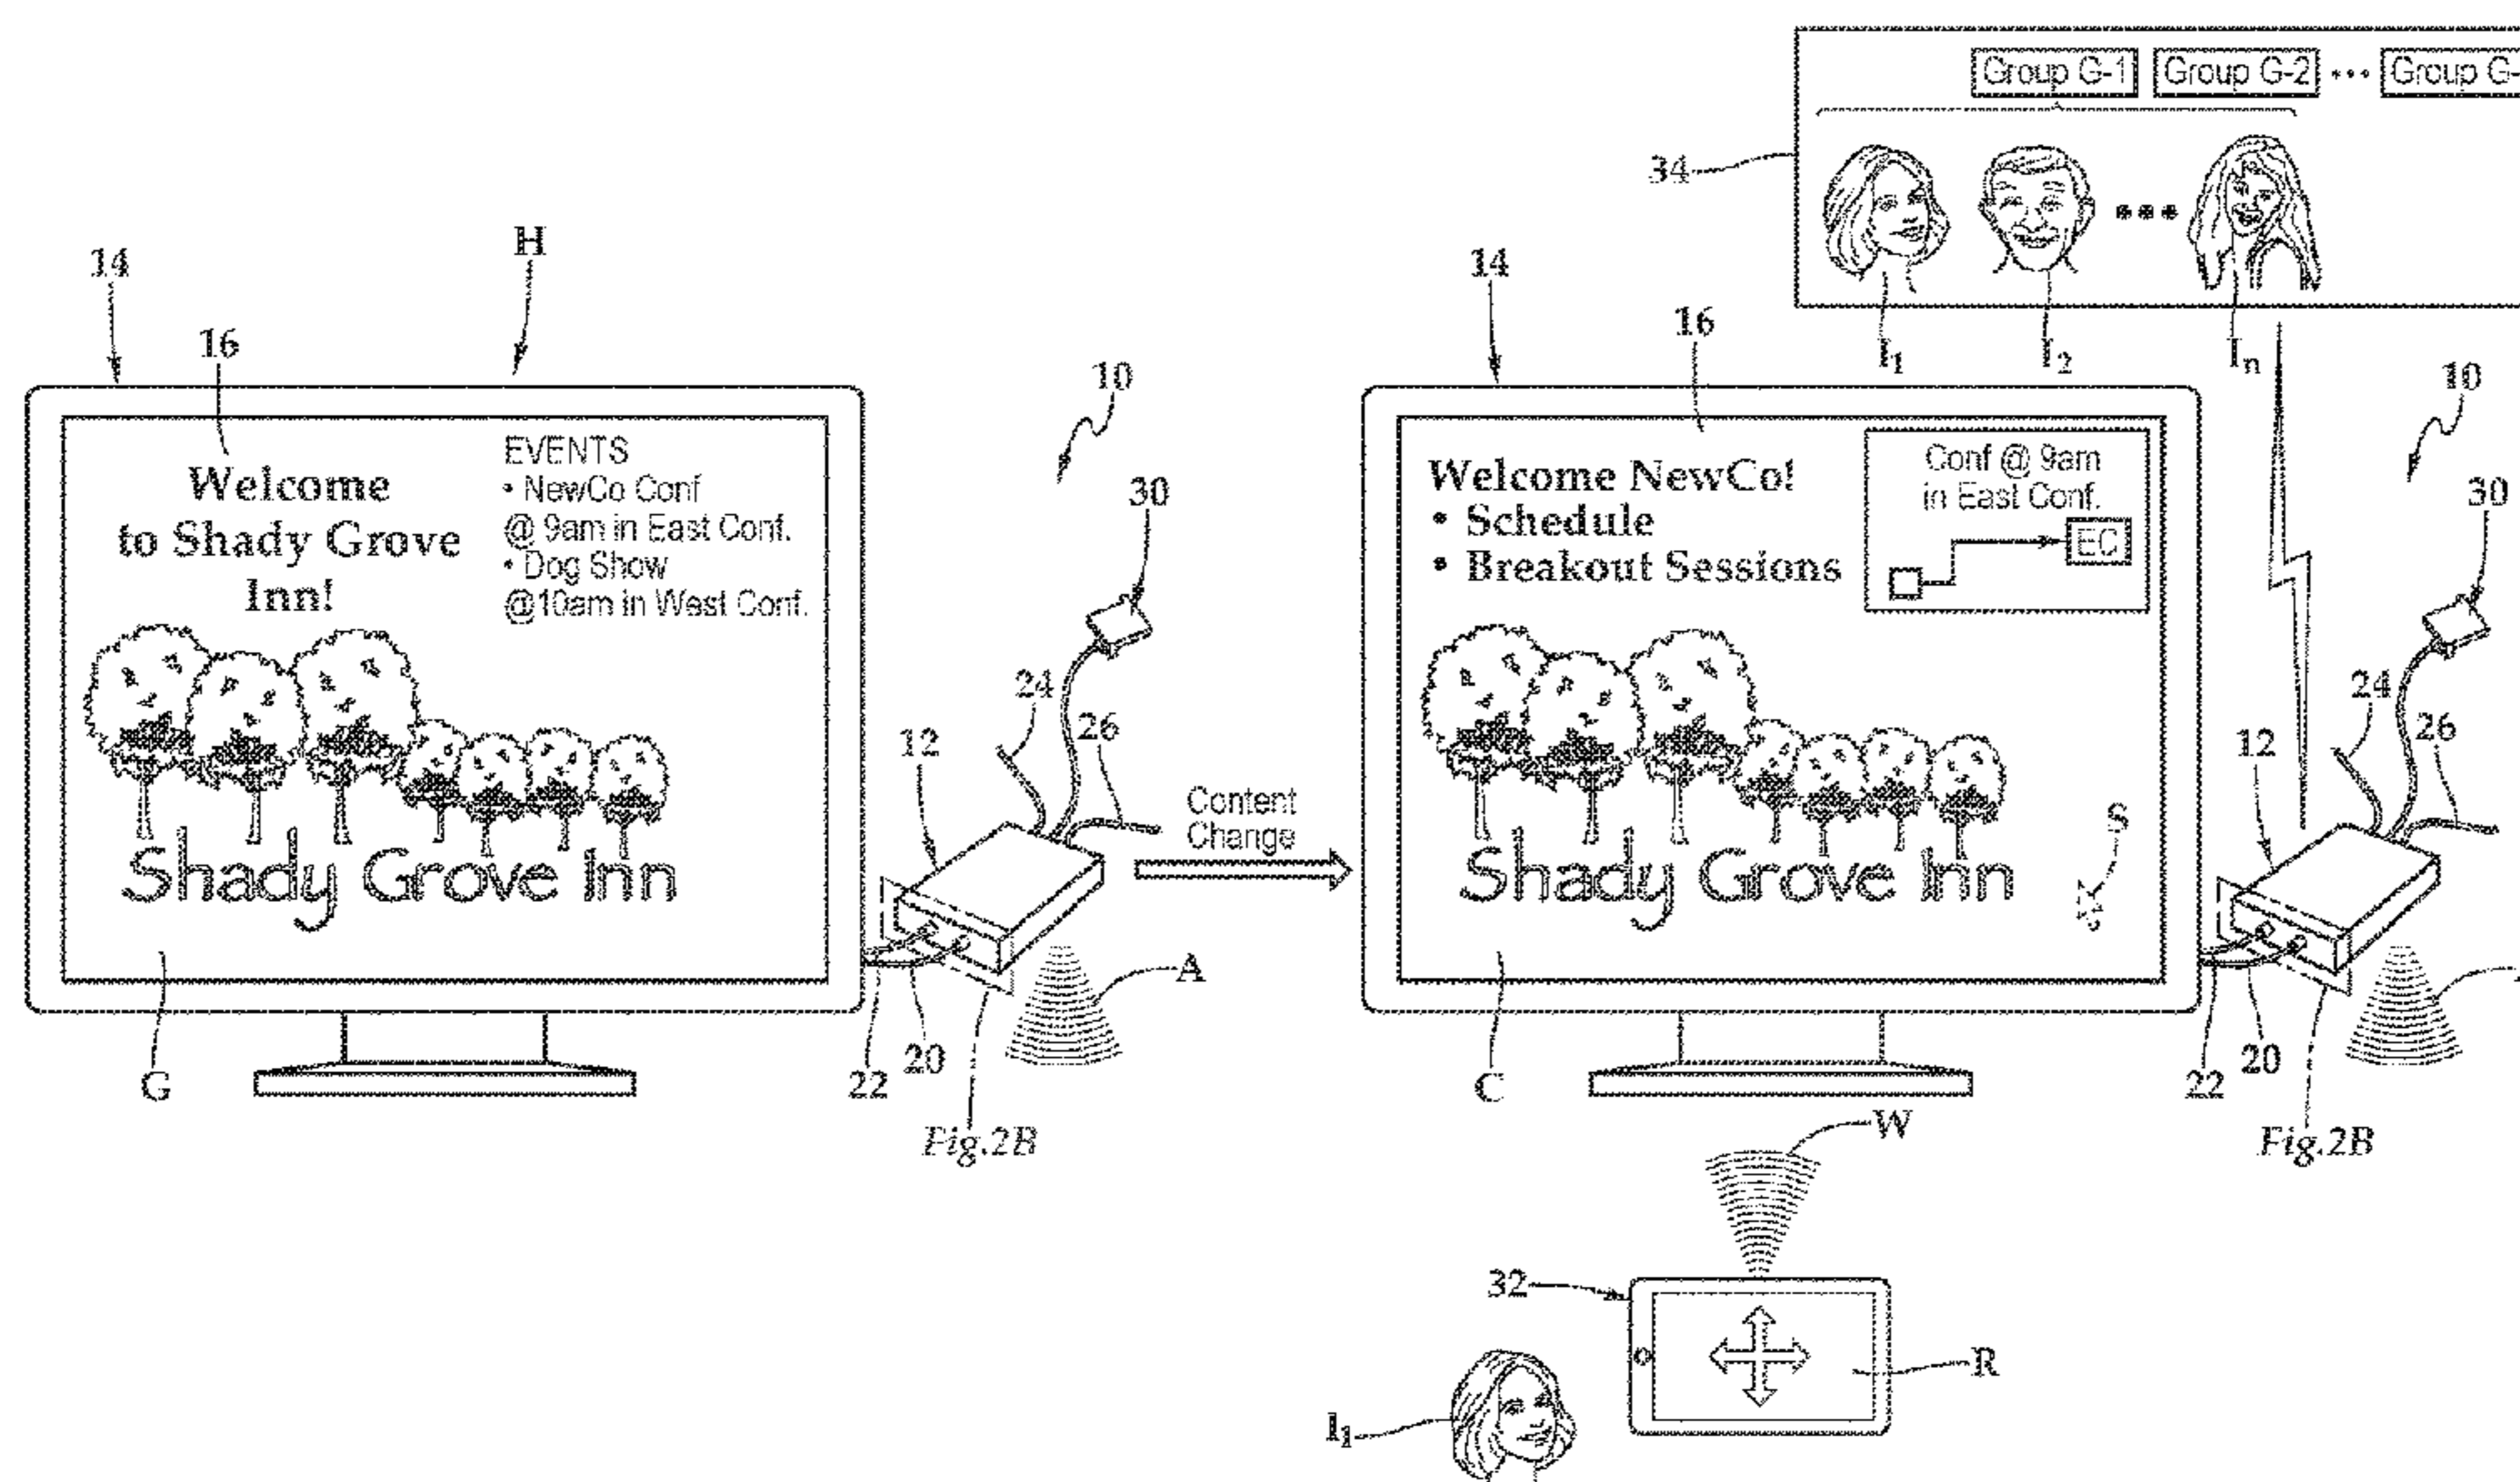 Group G-1 Group G-2 ••• Group G-
34
I1 I2 ••• In
H
14
16
10
30
Welcome
to Shady Grove
Inn!
EVENTS
• NewCo Conf
@ 9am in East Conf.
• Dog Show
@10am in West Conf.
24
26
12
Shady Grove Inn
A
G
22
20
Fig.2B
Content
Change
14
16
10
30
Welcome NewCo!
• Schedule
• Breakout Sessions
Conf @ 9am
in East Conf.
EC
24
26
12
S
Shady Grove Inn
C
22
20
Fig.2B
W
32
R
I1